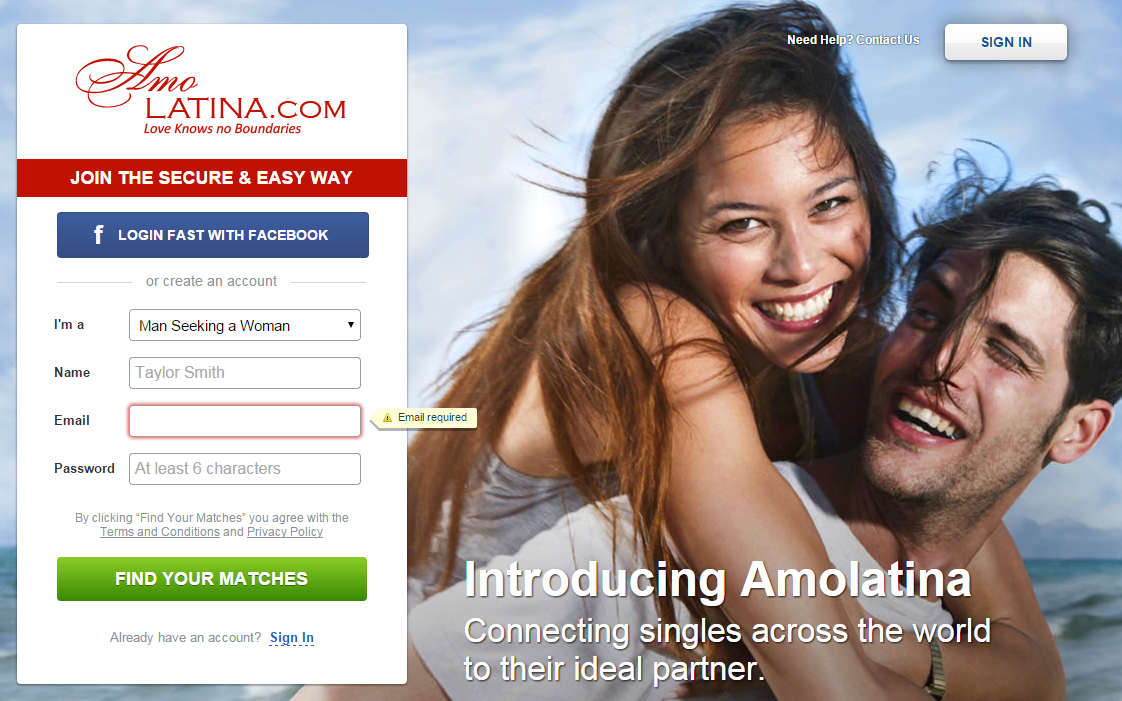 Amo
LATINA.COM
Love Knows no Boundaries
JOIN THE SECURE & EASY WAY
f LOGIN FAST WITH FACEBOOK
or create an account
I'm a
Man Seeking a Woman
Name
Taylor Smith
Email
Email required
Password
At least 6 characters
By clicking “Find Your Matches” you agree with the
Terms and Conditions and Privacy Policy
FIND YOUR MATCHES
Already have an account? Sign In
Need Help? Contact Us
SIGN IN
Introducing Amolatina
Connecting singles across the world
to their ideal partner.